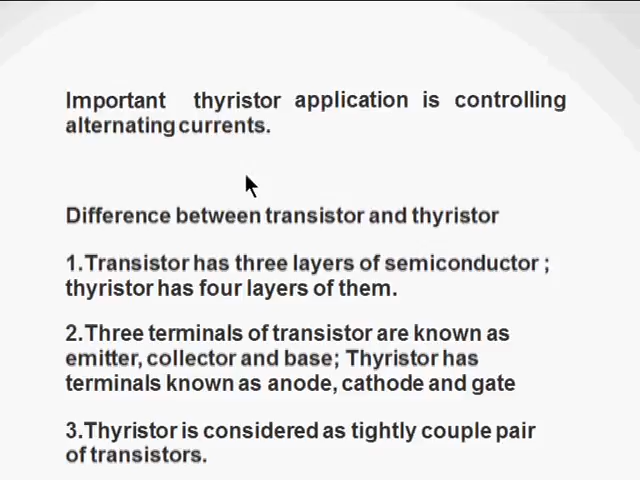 Important thyristor application is controlling
alternating currents.
Difference between transistor and thyristor
1.Transistor has three layers of semiconductor ;
thyristor has four layers of them.
2.Three terminals of transistor are known as
emitter, collector and base; Thyristor has
terminals known as anode, cathode and gate
3.Thyristor is considered as tightly couple pair
of transistors.